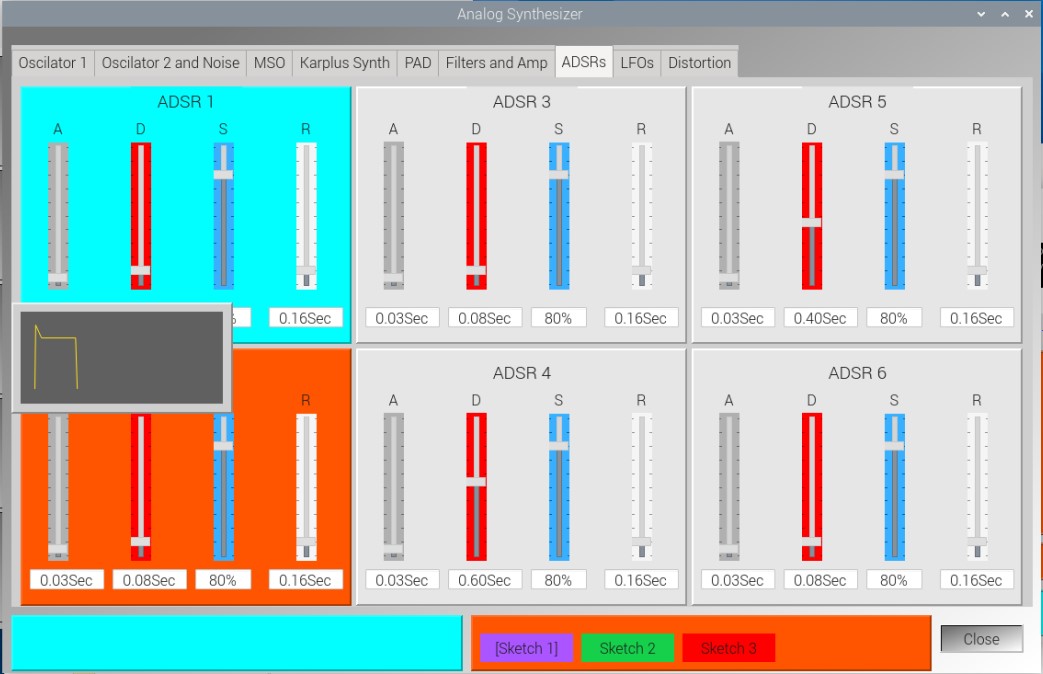 Analog Synthesizer
Oscilator 1 Oscilator 2 and Noise MSO Karplus Synth PAD Filters and Amp ADSRs LFOs Distortion
ADSR 1 ADSR 3 ADSR 5
A D S R A D S R A D S R
0.16Sec 0.03Sec 0.08Sec 80% 0.16Sec 0.03Sec 0.40Sec 80% 0.16Sec
ADSR 4 ADSR 6
R A D S R A D S R
0.03Sec 0.08Sec 80% 0.16Sec 0.03Sec 0.60Sec 80% 0.16Sec 0.03Sec 0.08Sec 80% 0.16Sec
[Sketch 1] Sketch 2 Sketch 3 Close